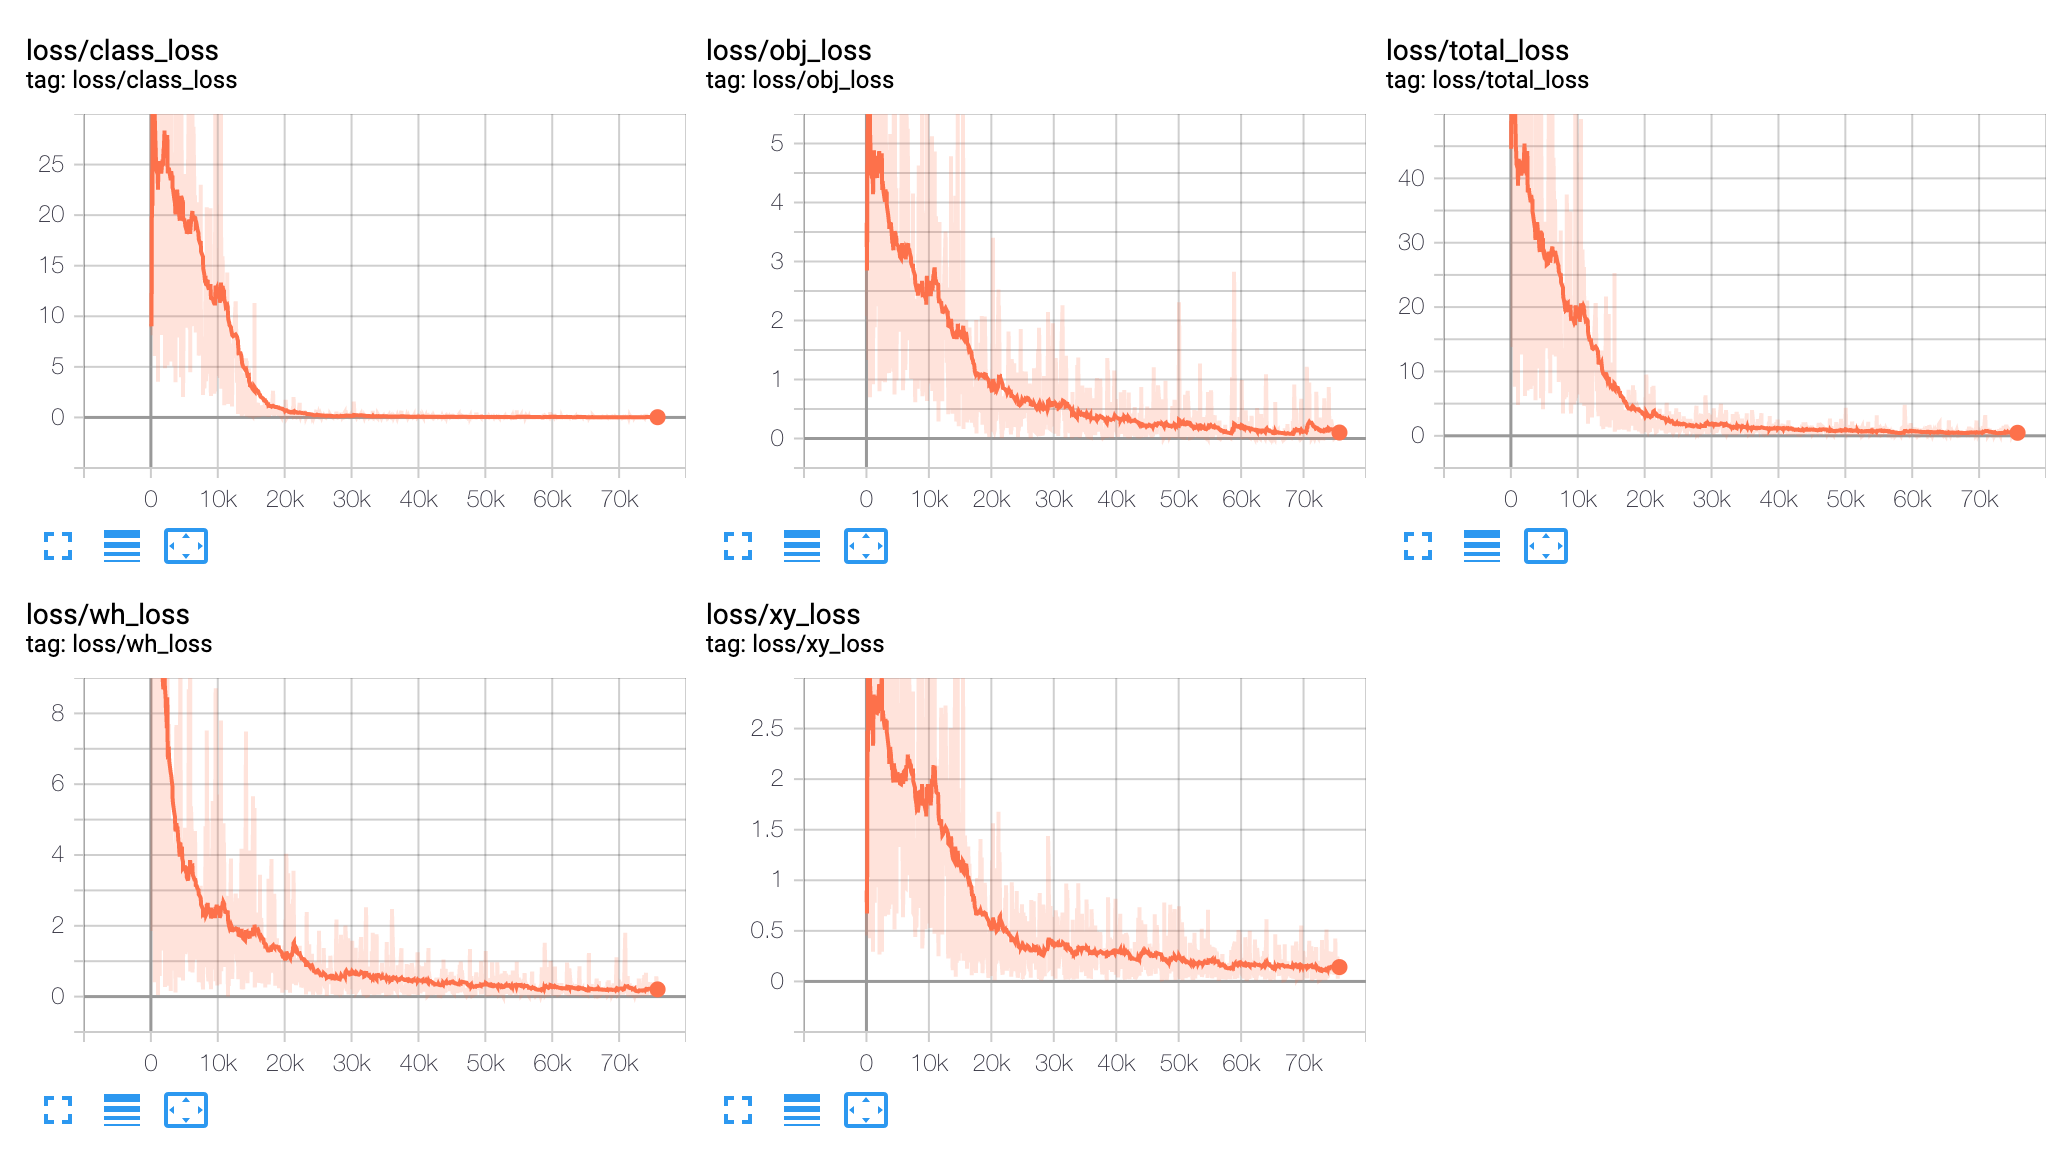 loss/class_loss
tag: loss/class_loss
25
20
15
10
5
0
0 10k 20k 30k 40k 50k 60k 70k
loss/obj_loss
tag: loss/obj_loss
5
4
3
2
1
0
0 10k 20k 30k 40k 50k 60k 70k
loss/total_loss
tag: loss/total_loss
40
30
20
10
0
0 10k 20k 30k 40k 50k 60k 70k
loss/wh_loss
tag: loss/wh_loss
8
6
4
2
0
0 10k 20k 30k 40k 50k 60k 70k
loss/xy_loss
tag: loss/xy_loss
2.5
2
1.5
1
0.5
0
0 10k 20k 30k 40k 50k 60k 70k